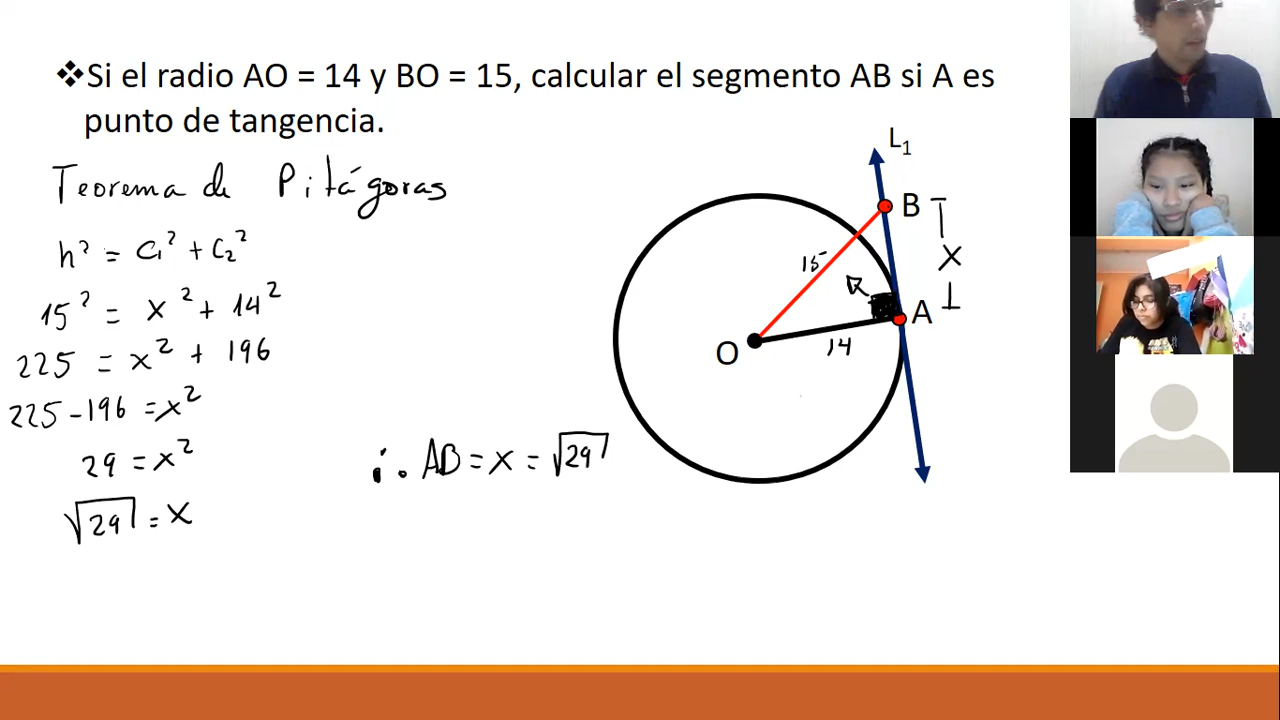 ❖Si el radio AO = 14 y BO = 15, calcular el segmento AB si A es
punto de tangencia.
Teorema de Pitágoras
h² = C₁² + C₂²
15² = x² + 14²
225 = x² + 196
225 - 196 = x²
29 = x²
√29 = x
∴ AB = x = √29
L₁
B
x
15
R
A
14
O